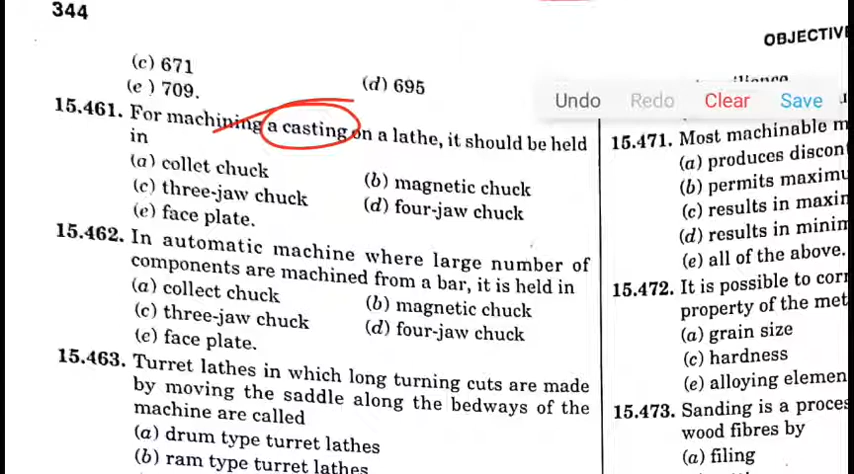 344
(c) 671
(d) 695
(e ) 709.
15.461. For machining a casting on a lathe, it should be held
in
(a) collet chuck
(b) magnetic chuck
(c) three-jaw chuck
(d) four-jaw chuck
(e) face plate.
15.462. In automatic machine where large number of
components are machined from a bar, it is held in
(a) collect chuck
(b) magnetic chuck
(c) three-jaw chuck
(d) four-jaw chuck
(e) face plate.
15.463. Turret lathes in which long turning cuts are made
by moving the saddle along the bedways of the
machine are called
(a) drum type turret lathes
(b) ram type turret lathes
OBJECTIV
Undo Redo Clear Save
15.471. Most machinable m
(a) produces discon
(b) permits maximu
(c) results in maxin
(d) results in minim
(e) all of the above.
15.472. It is possible to corr
property of the met
(a) grain size
(c) hardness
(e) alloying elemen
15.473. Sanding is a proces
wood fibres by
(a) filing